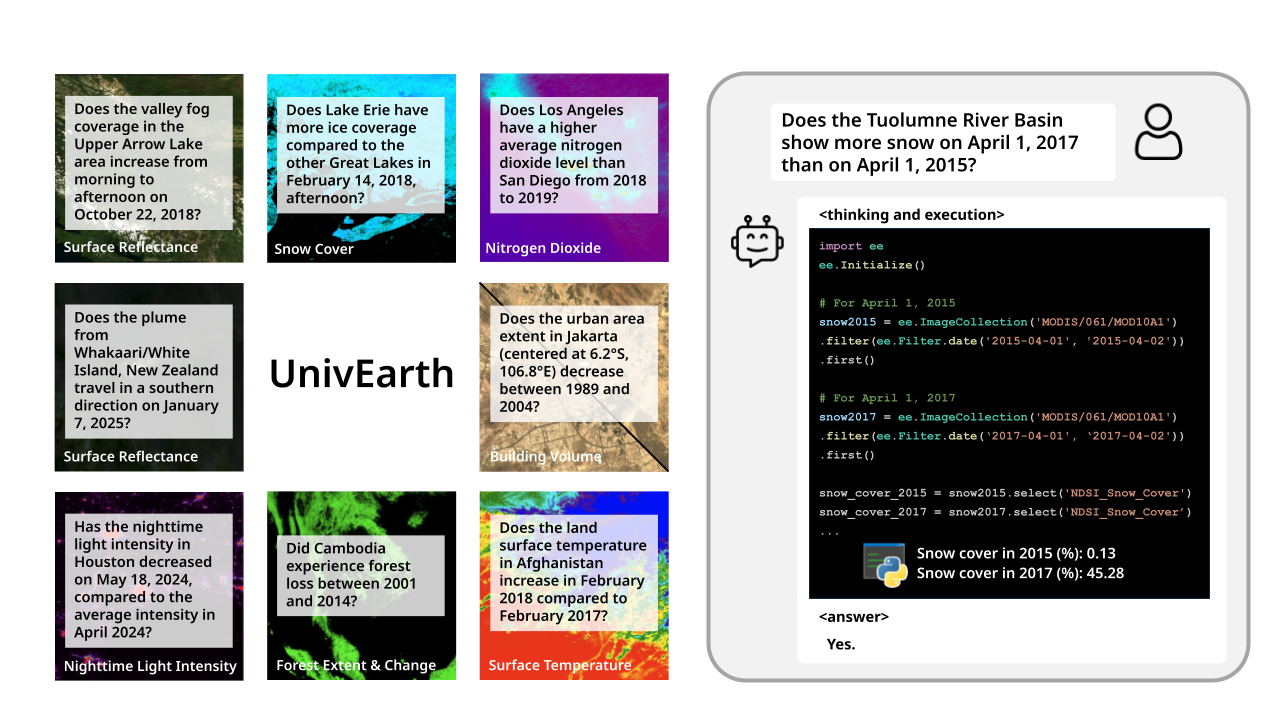 Does the valley fog
coverage in the
Upper Arrow Lake
area increase from
morning to
afternoon on
October 22, 2018?
Surface Reflectance
Does Lake Erie have
more ice coverage
compared to the
other Great Lakes in
February 14, 2018,
afternoon?
Snow Cover
Does Los Angeles
have a higher
average nitrogen
dioxide level than
San Diego from 2018
to 2019?
Nitrogen Dioxide
Does the plume
from
Whakaari/White
Island, New Zealand
travel in a southern
direction on January
7, 2025?
Surface Reflectance
UnivEarth
Does the urban area
extent in Jakarta
(centered at 6.2°S,
106.8°E) decrease
between 1989 and
2004?
Building Volume
Has the nighttime
light intensity in
Houston decreased
on May 18, 2024,
compared to the
average intensity in
April 2024?
Nighttime Light Intensity
Did Cambodia
experience forest
loss between 2001
and 2014?
Forest Extent & Change
Does the land
surface temperature
in Afghanistan
increase in February
2018 compared to
February 2017?
Surface Temperature
Does the Tuolumne River Basin
show more snow on April 1, 2017
than on April 1, 2015?
<thinking and execution>
import ee
ee.Initialize()
# For April 1, 2015
snow2015 = ee.ImageCollection('MODIS/061/MOD10A1')
.filter(ee.Filter.date('2015-04-01', '2015-04-02'))
.first()
# For April 1, 2017
snow2017 = ee.ImageCollection('MODIS/061/MOD10A1')
.filter(ee.Filter.date('2017-04-01', '2017-04-02'))
.first()
snow_cover_2015 = snow2015.select('NDSI_Snow_Cover')
snow_cover_2017 = snow2017.select('NDSI_Snow_Cover')
...
Snow cover in 2015 (%): 0.13
Snow cover in 2017 (%): 45.28
<answer>
Yes.